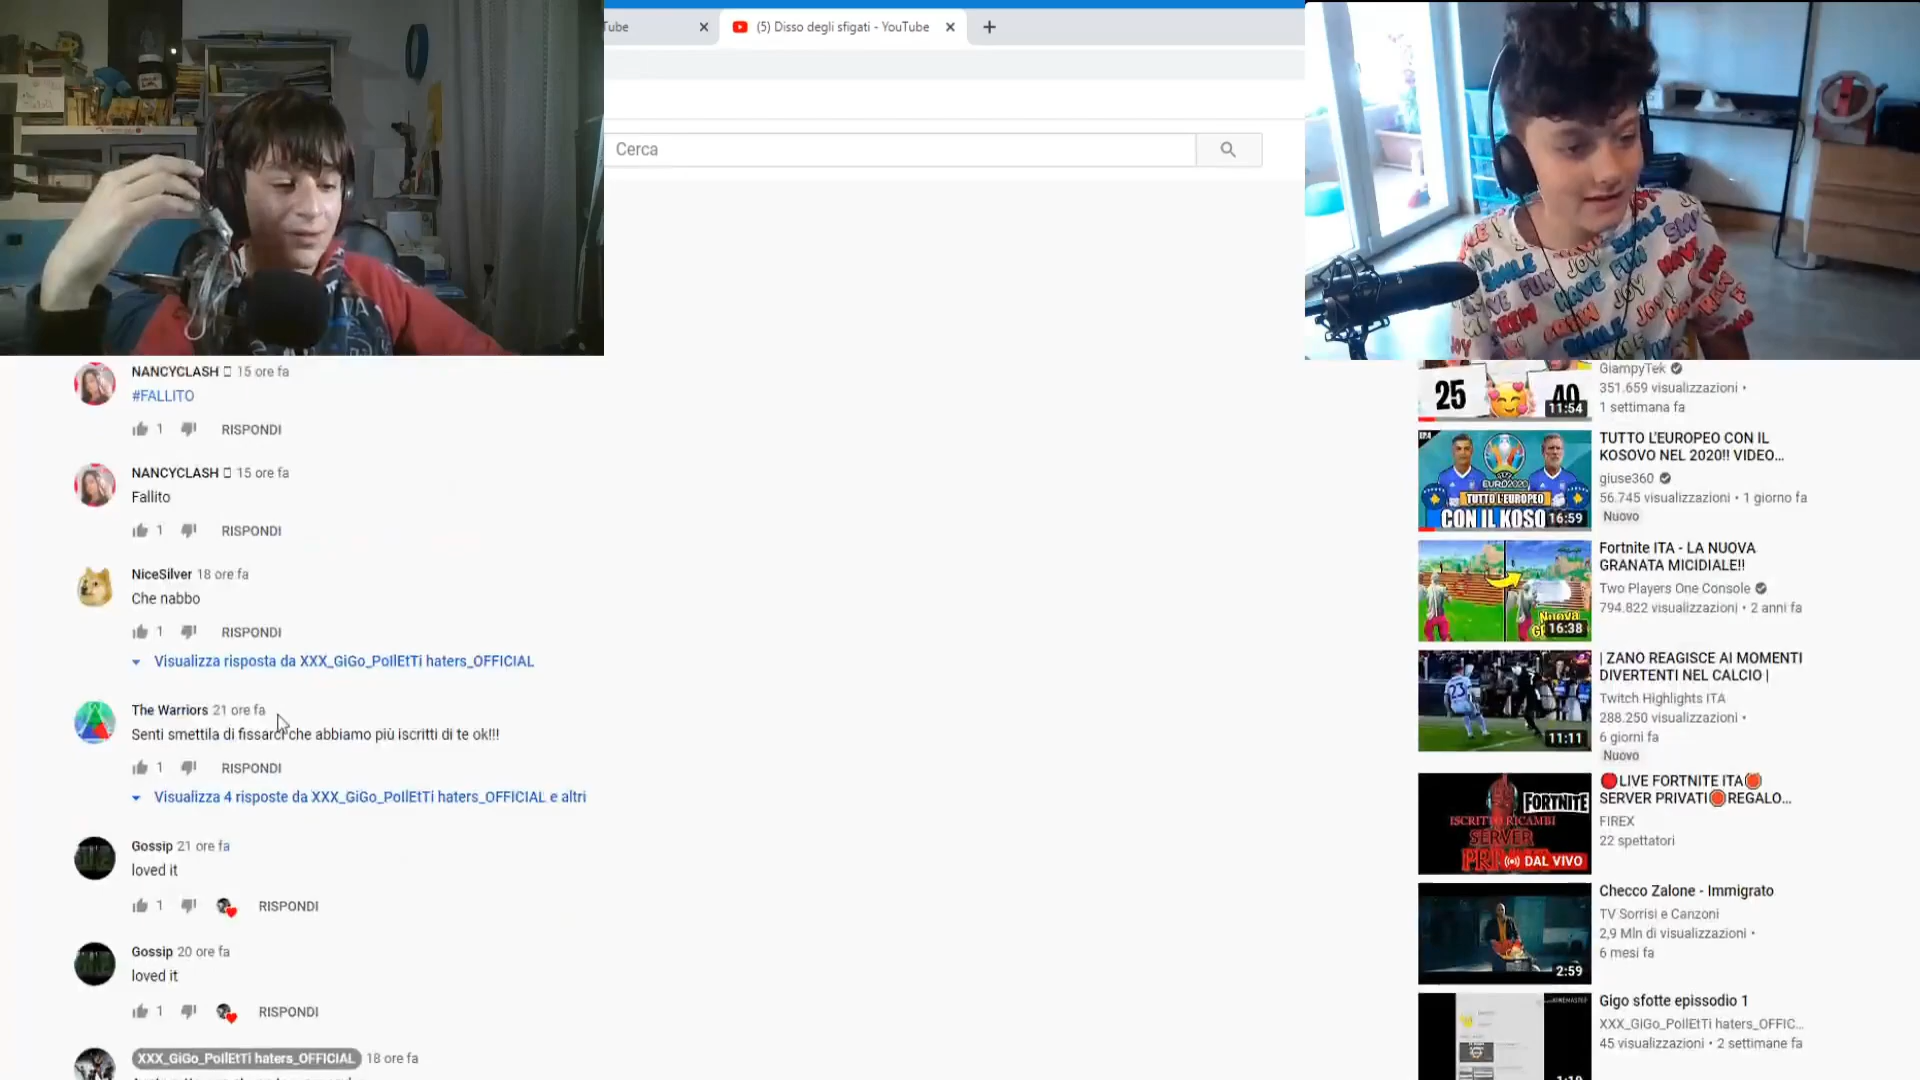 Tube
(5) Disso degli sfigati - YouTube
Cerca
NANCYCLASH 15 ore fa
#FALLITO
1 RISPONDI
NANCYCLASH 15 ore fa
Fallito
1 RISPONDI
NiceSilver 18 ore fa
Che nabbo
1 RISPONDI
Visualizza risposta da XXX_GiGo_PollEtTi haters_OFFICIAL
The Warriors 21 ore fa
Senti smettila di fissarci che abbiamo più iscritti di te ok!!!
1 RISPONDI
Visualizza 4 risposte da XXX_GiGo_PollEtTi haters_OFFICIAL e altri
Gossip 21 ore fa
loved it
1 RISPONDI
Gossip 20 ore fa
loved it
1 RISPONDI
XXX_GiGo_PollEtTi haters_OFFICIAL 18 ore fa
25 40
11:54
GiampyTek
351.659 visualizzazioni •
1 settimana fa
EURO2020
TUTTO L'EUROPEO
CON IL KOSO
16:59
TUTTO L'EUROPEO CON IL
KOSOVO NEL 2020!! VIDEO...
giuse360
56.745 visualizzazioni • 1 giorno fa
Nuovo
Nuova
16:38
Fortnite ITA - LA NUOVA
GRANATA MICIDIALE!!
Two Players One Console
794.822 visualizzazioni • 2 anni fa
23
11:11
| ZANO REAGISCE AI MOMENTI
DIVERTENTI NEL CALCIO |
Twitch Highlights ITA
288.250 visualizzazioni •
6 giorni fa
Nuovo
FORTNITE
ISCRITTO RICAMBI
SERVER
DAL VIVO
LIVE FORTNITE ITA
SERVER PRIVATI REGALO...
FIREX
22 spettatori
2:59
Checco Zalone - Immigrato
TV Sorrisi e Canzoni
2,9 Mln di visualizzazioni •
6 mesi fa
Gigo sfotte epissodio 1
XXX_GiGo_PollEtTi haters_OFFIC...
45 visualizzazioni • 2 settimane fa